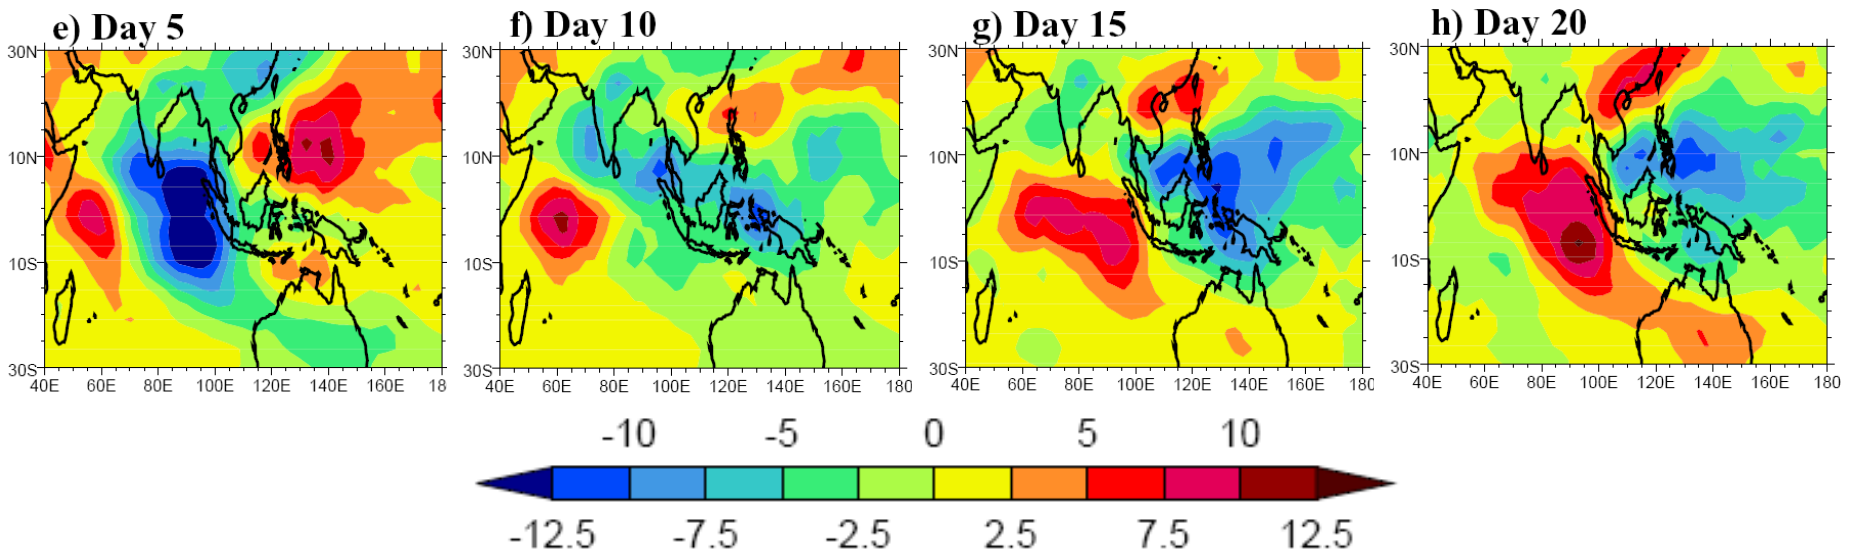 e) Day 5 f) Day 10 g) Day 15 h) Day 20
30N 30N 30N 30N
10N 10N 10N 10N
10S 10S 10S 10S
30S 30S 30S 30S
40E 60E 80E 100E 120E 140E 160E 18 40E 60E 80E 100E 120E 140E 160E 180 40E 60E 80E 100E 120E 140E 160E 180 40E 60E 80E 100E 120E 140E 160E 180
-10 -5 0 5 10
-12.5 -7.5 -2.5 2.5 7.5 12.5